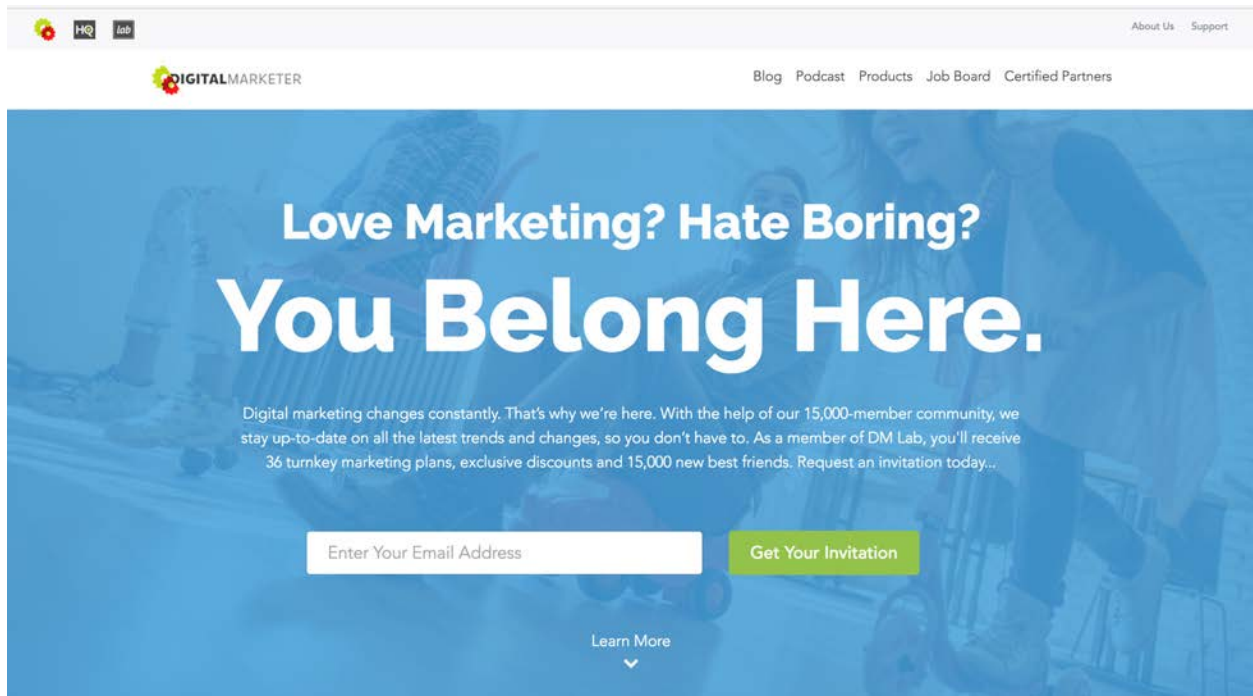 HQ lab About Us Support
DIGITALMARKETER Blog Podcast Products Job Board Certified Partners
Love Marketing? Hate Boring?
You Belong Here.
Digital marketing changes constantly. That's why we're here. With the help of our 15,000-member community, we
stay up-to-date on all the latest trends and changes, so you don't have to. As a member of DM Lab, you'll receive
36 turnkey marketing plans, exclusive discounts and 15,000 new best friends. Request an invitation today...
Enter Your Email Address Get Your Invitation
Learn More